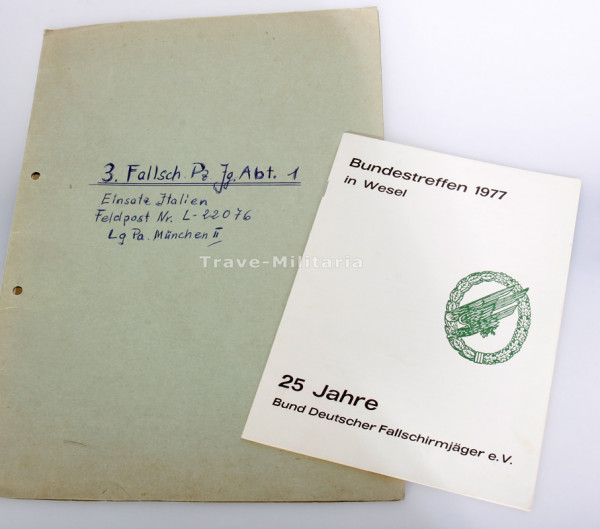 3. Fallsch. Pz Jg. Abt. 1
Einsatz Italien
Feldpost Nr. L-22076
Lg Pa. München II
Trave-Militaria
Bundestreffen 1977
in Wesel
25 Jahre
Bund Deutscher Fallschirmjäger e.V.